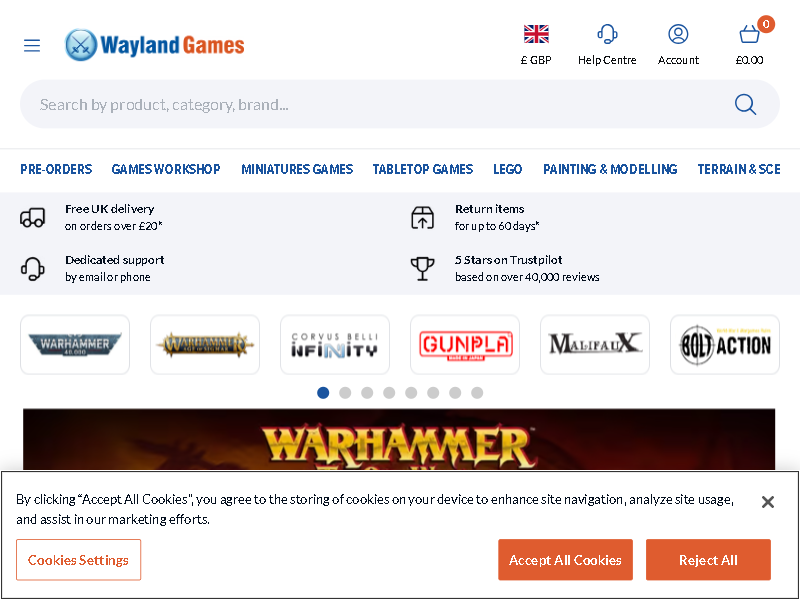 Wayland Games
£ GBP
Help Centre
Account
0
£0.00
Search by product, category, brand...
PRE-ORDERS
GAMES WORKSHOP
MINIATURES GAMES
TABLETOP GAMES
LEGO
PAINTING & MODELLING
TERRAIN & SCE
Free UK delivery
on orders over £20*
Return items
for up to 60 days*
Dedicated support
by email or phone
5 Stars on Trustpilot
based on over 40,000 reviews
WARHAMMER
40,000
WARHAMMER
CORVUS BELLI
INFINITY
GUNPLA
MADE IN JAPAN
MALIFAUX
BOLT ACTION
WARHAMMER
By clicking “Accept All Cookies”, you agree to the storing of cookies on your device to enhance site navigation, analyze site usage,
and assist in our marketing efforts.
Cookies Settings
Accept All Cookies
Reject All